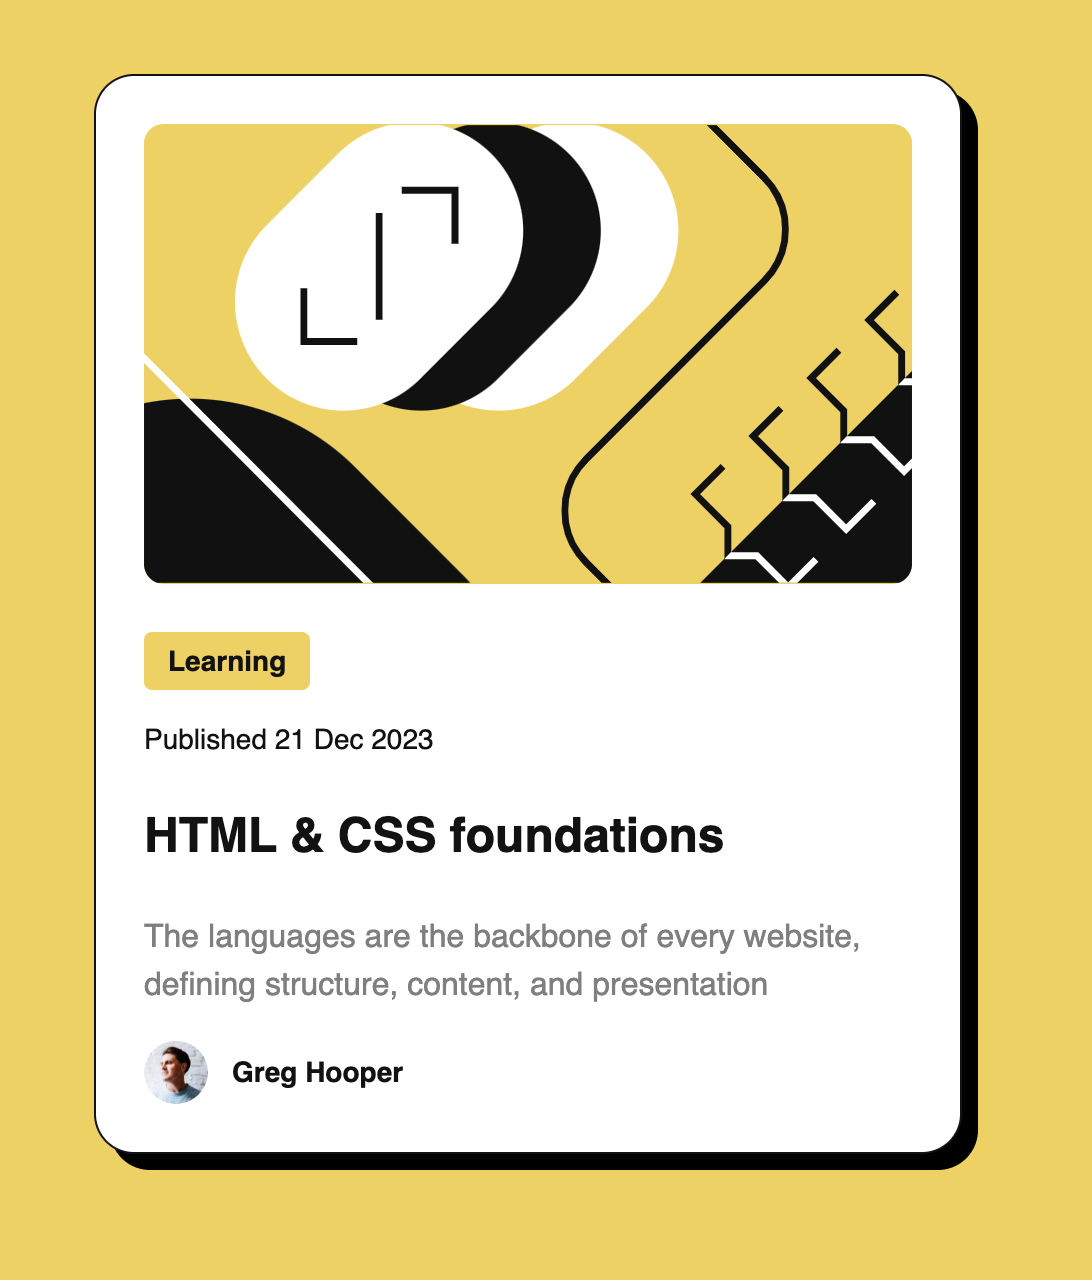 Learning
Published 21 Dec 2023
HTML & CSS foundations
The languages are the backbone of every website,
defining structure, content, and presentation
Greg Hooper